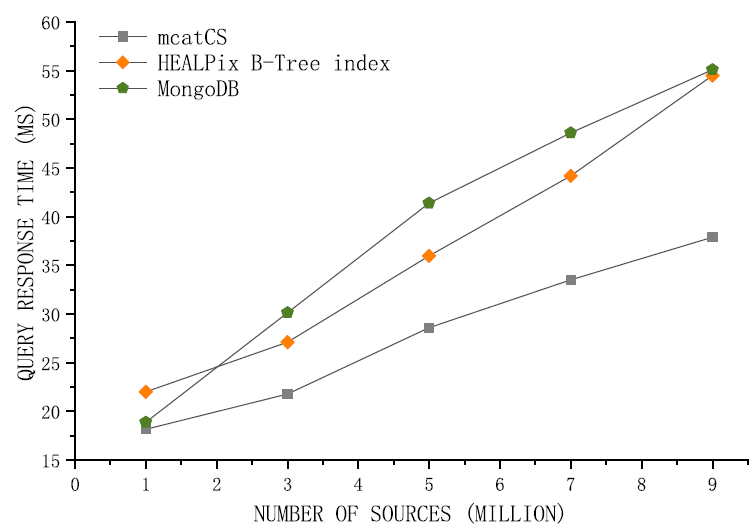 mcatCS
HEALPix B-Tree index
MongoDB
QUERY RESPONSE TIME (MS)
60
55
50
45
40
35
30
25
20
15
0 1 2 3 4 5 6 7 8 9
NUMBER OF SOURCES (MILLION)